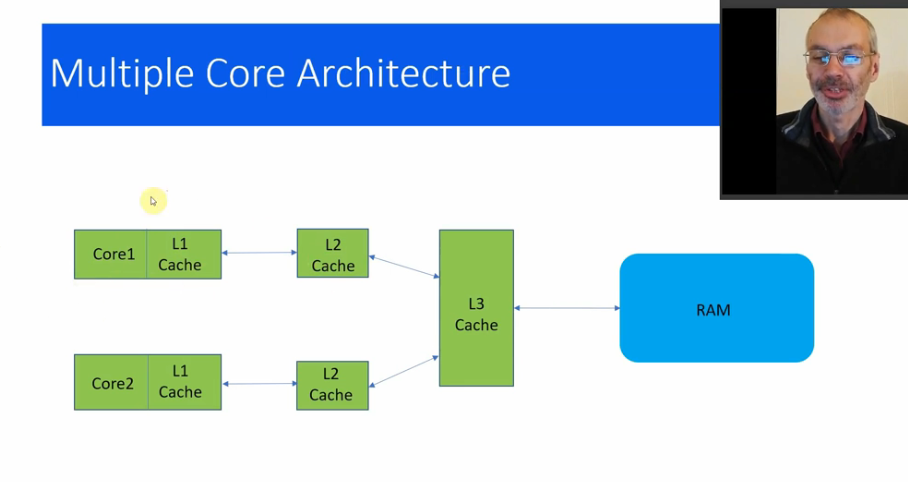 Multiple Core Architecture
Core1
L1
Cache
L2
Cache
L3
Cache
RAM
Core2
L1
Cache
L2
Cache